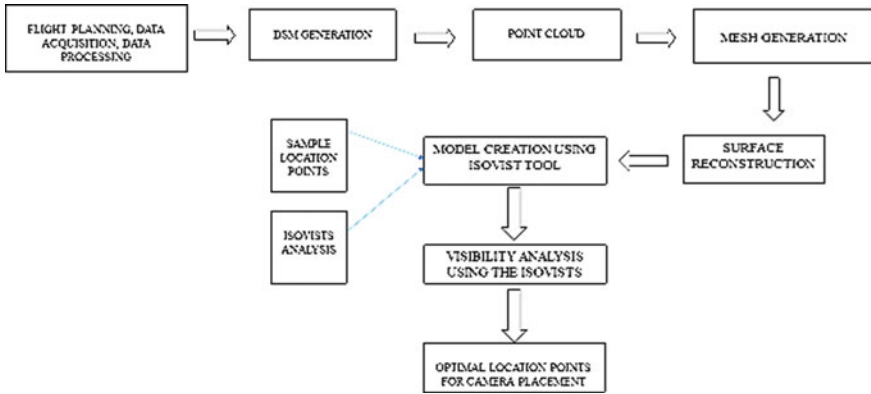 FLIGHT PLANNING, DATA
ACQUISITION, DATA
PROCESSING
DSM GENERATION
POINT CLOUD
MESH GENERATION
SAMPLE
LOCATION
POINTS
MODEL CREATION USING
ISOVIST TOOL
SURFACE
RECONSTRUCTION
ISOVISTS
ANALYSIS
VISIBILITY ANALYSIS
USING THE ISOVISTS
OPTIMAL LOCATION POINTS
FOR CAMERA PLACEMENT